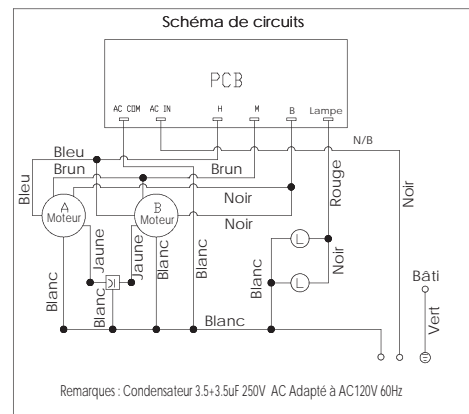 Schéma de circuits
PCB
AC COM AC IN H M B Lampe
N/B
Bleu
Brun Brun
Bleu
Noir
Noir
Rouge
Noir
A
Moteur
B
Moteur
Jaune
Jaune
Blanc
Blanc
Blanc
Blanc
Blanc
L
L
Noir
Blanc
Bâti
Vert
Remarques : Condensateur 3.5+3.5uF 250V AC Adapté à AC120V 60Hz